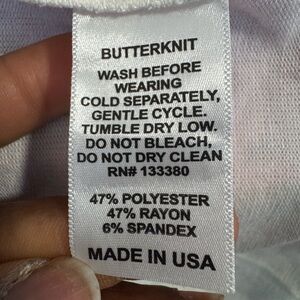 BUTTERKNIT
WASH BEFORE
WEARING
COLD SEPARATELY,
GENTLE CYCLE.
TUMBLE DRY LOW.
DO NOT BLEACH,
DO NOT DRY CLEAN
RN# 133380
47% POLYESTER
47% RAYON
6% SPANDEX
MADE IN USA